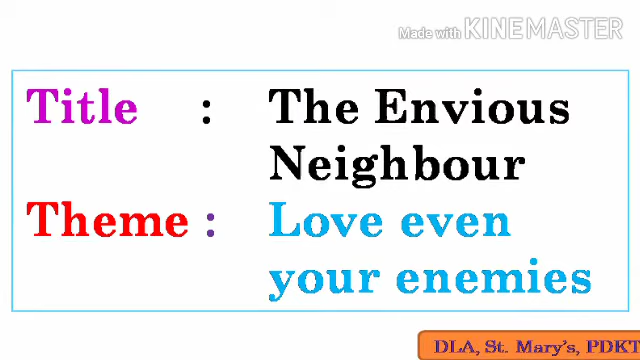 Made with KINEMASTER
Title : The Envious
Neighbour
Theme : Love even
your enemies
DLA, St. Mary's, PDKT